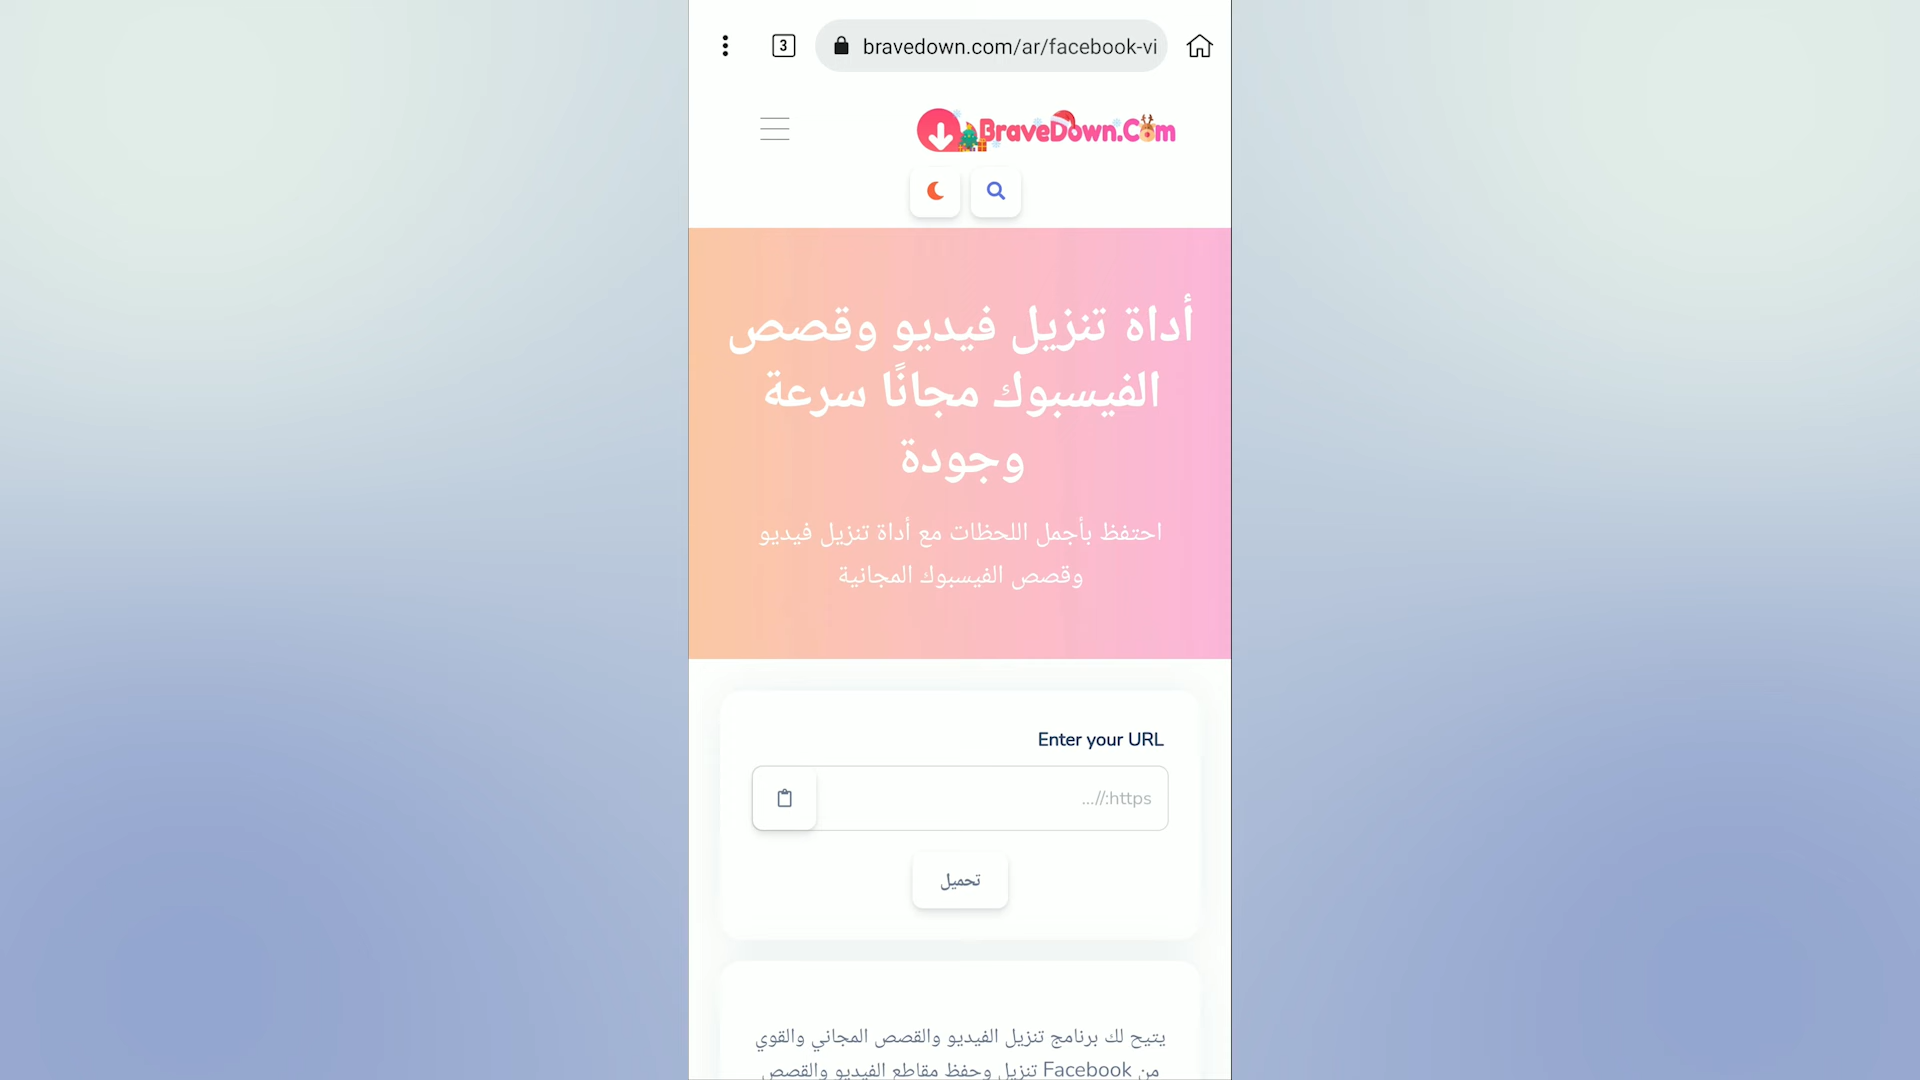 3
bravedown.com/ar/facebook-vi
BraveDown.Com
أداة تنزيل فيديو وقصص
الفيسبوك مجانًا سرعة
وجودة
احتفظ بأجمل اللحظات مع أداة تنزيل فيديو
وقصص الفيسبوك المجانية
Enter your URL
https://...
تحميل
يتيح لك برنامج تنزيل الفيديو والقصص المجاني والقوي
من Facebook تنزيل وحفظ مقاطع الفيديو والقصص